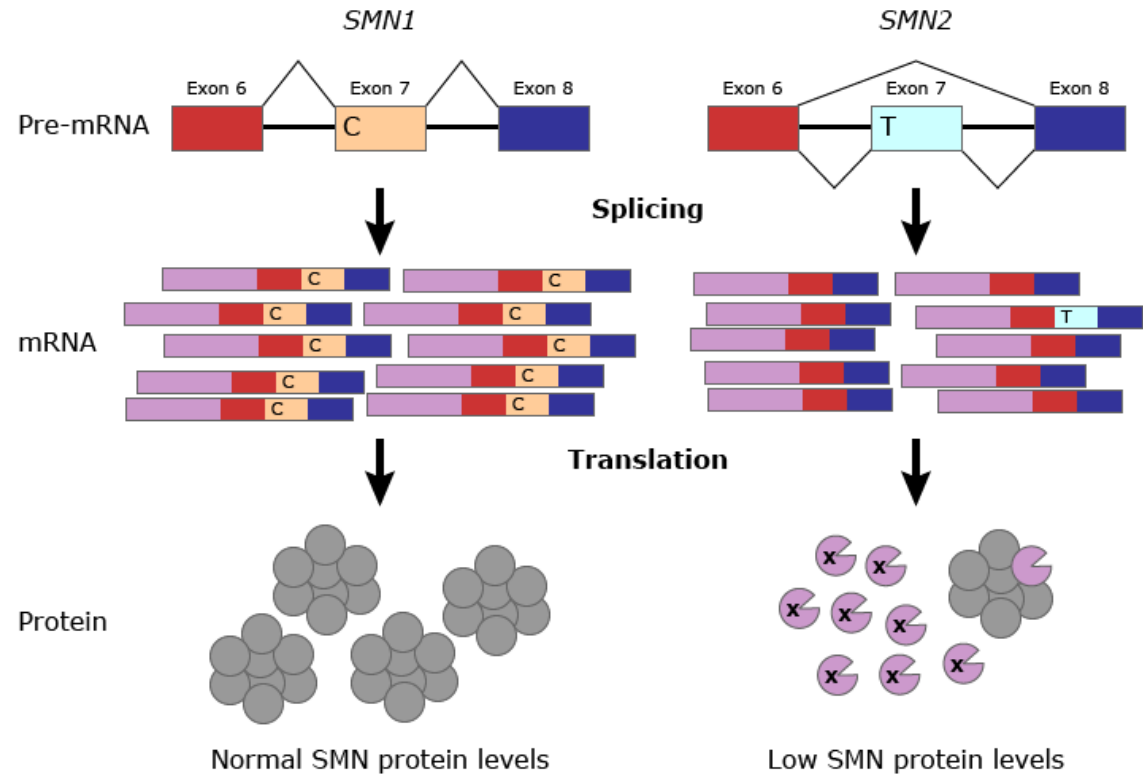 SMN1 SMN2
Exon 6 Exon 7 Exon 8 Exon 6 Exon 7 Exon 8
Pre-mRNA C T
Splicing
C C
C C T
mRNA C C
C C
C C
Translation
x x
Protein x x x
x x x
Normal SMN protein levels Low SMN protein levels